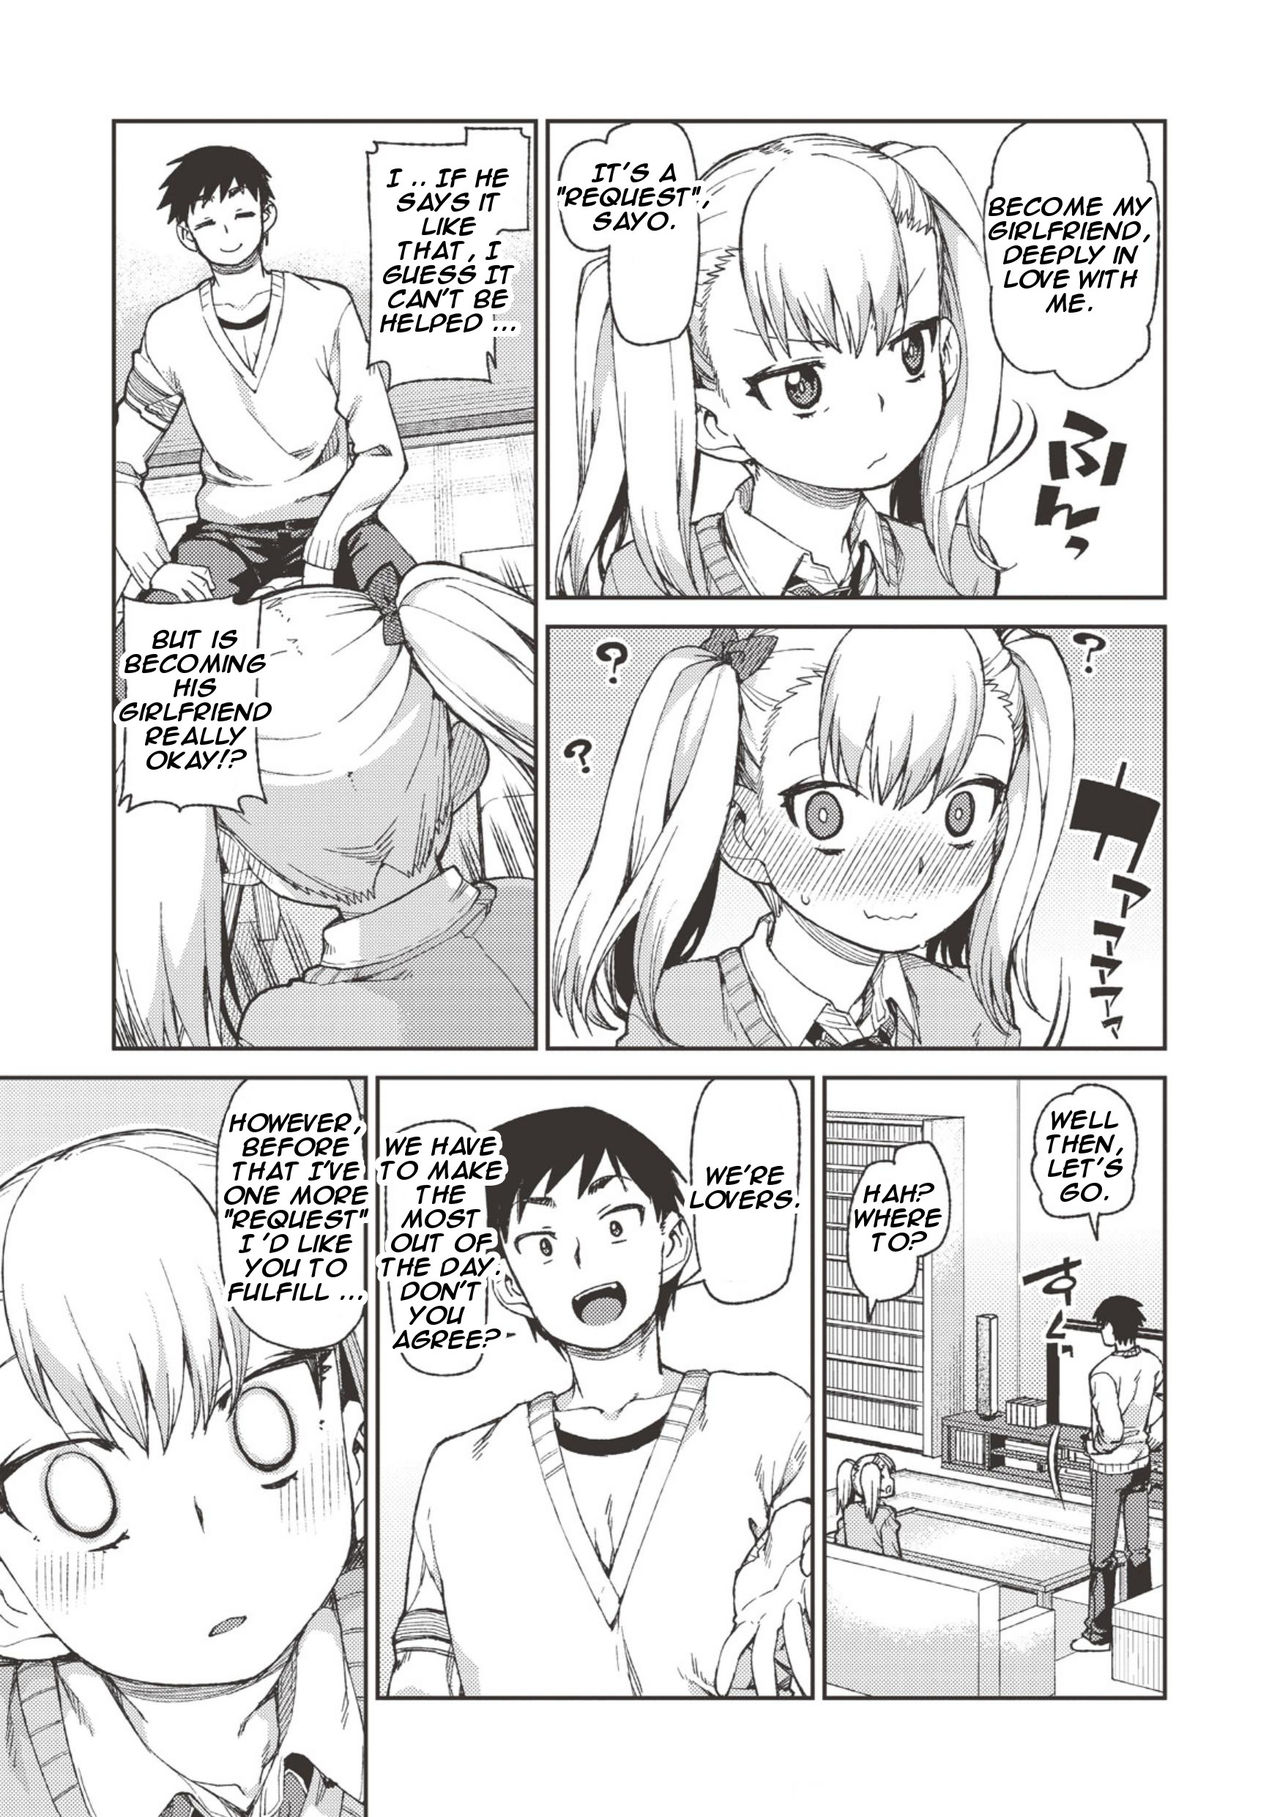 BECOME MY
GIRLFRIEND,
DEEPLY IN
LOVE WITH
ME.
IT'S A
"REQUEST",
SAYO.
ふんっ
?
?
?
カァァァァァァ
I .. IF HE
SAYS IT
LIKE
THAT, I
GUESS IT
CAN'T BE
HELPED ...
BUT IS
BECOMING
HIS
GIRLFRIEND
REALLY
OKAY!?
WELL
THEN,
LET'S
GO.
HAH?
WHERE
TO?
WE'RE
LOVERS.
WE HAVE
TO MAKE
THE
MOST
OUT OF
THE DAY.
DON'T
YOU
AGREE?
HOWEVER,
BEFORE
THAT I'VE
ONE MORE
"REQUEST"
I 'D LIKE
YOU TO
FULFILL ...